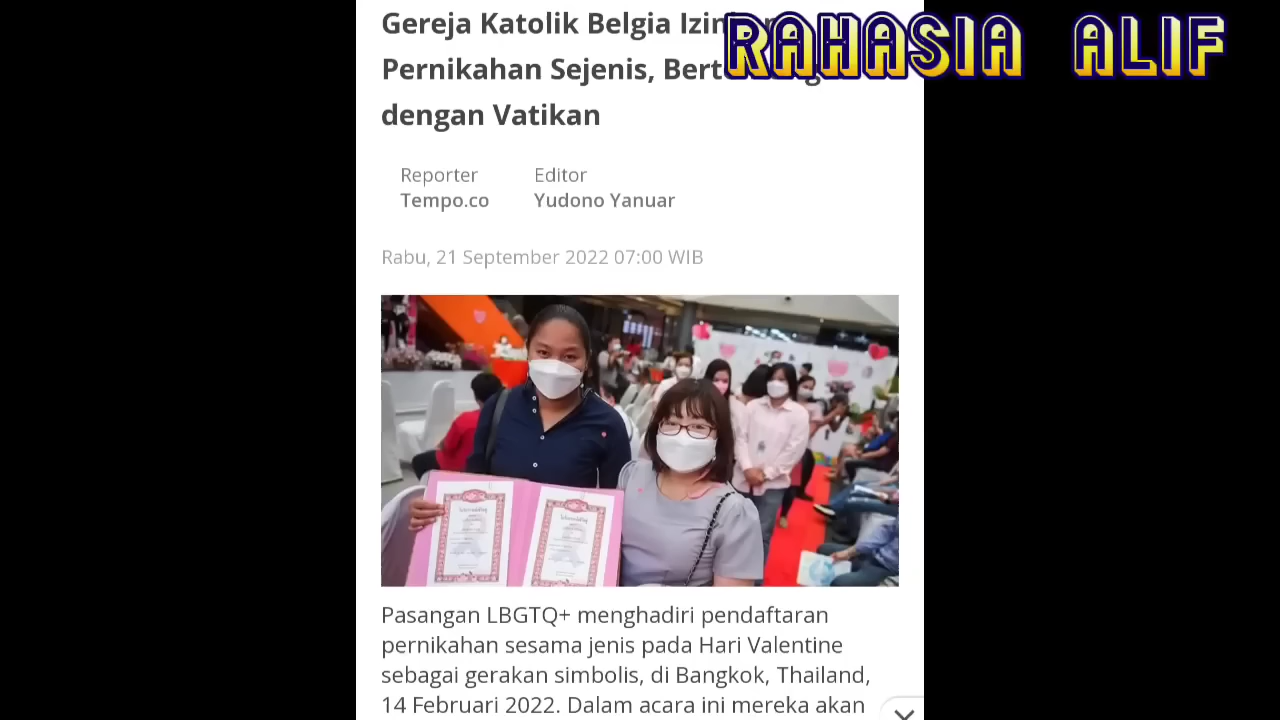 Gereja Katolik Belgia
RAHASIA ALIF
Pernikahan Sejenis,
dengan Vatikan
Reporter Editor
Tempo.co Yudono Yanuar
Rabu, 21 September 2022 07:00 WIB
Pasangan LBGTQ+ menghadiri pendaftaran
pernikahan sesama jenis pada Hari Valentine
sebagai gerakan simbolis, di Bangkok, Thailand,
14 Februari 2022. Dalam acara ini mereka akan